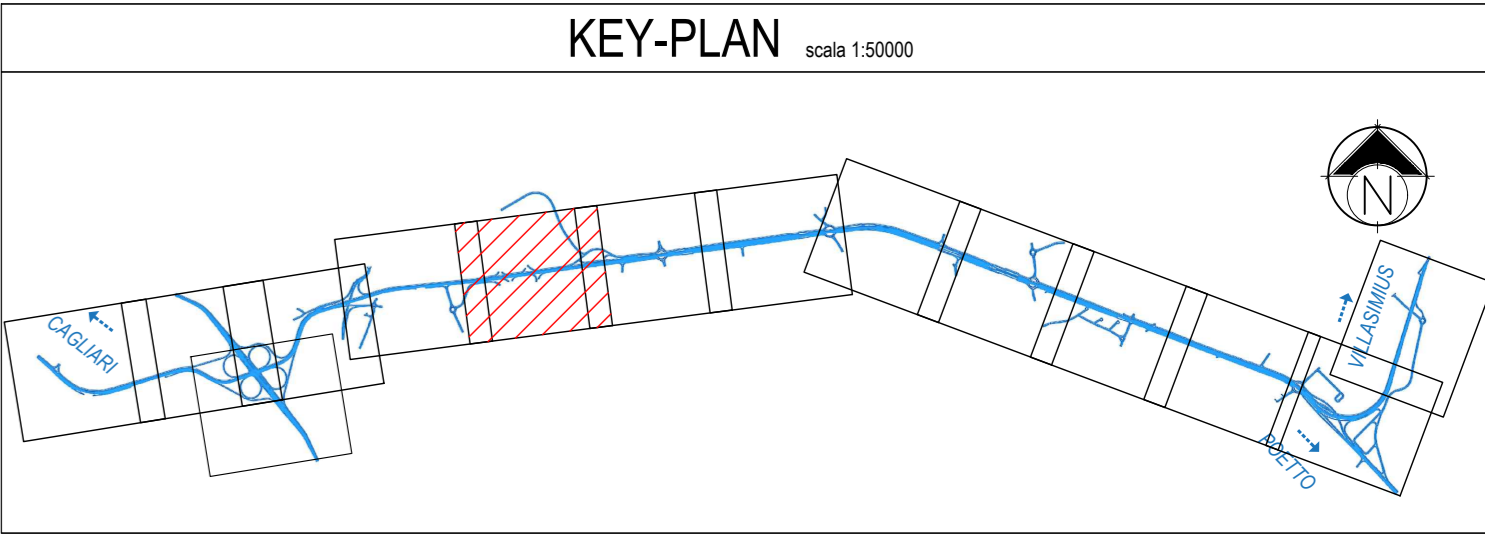 KEY-PLAN scala 1:50000
N
CAGLIARI
VILLASIMIUS
POETTO